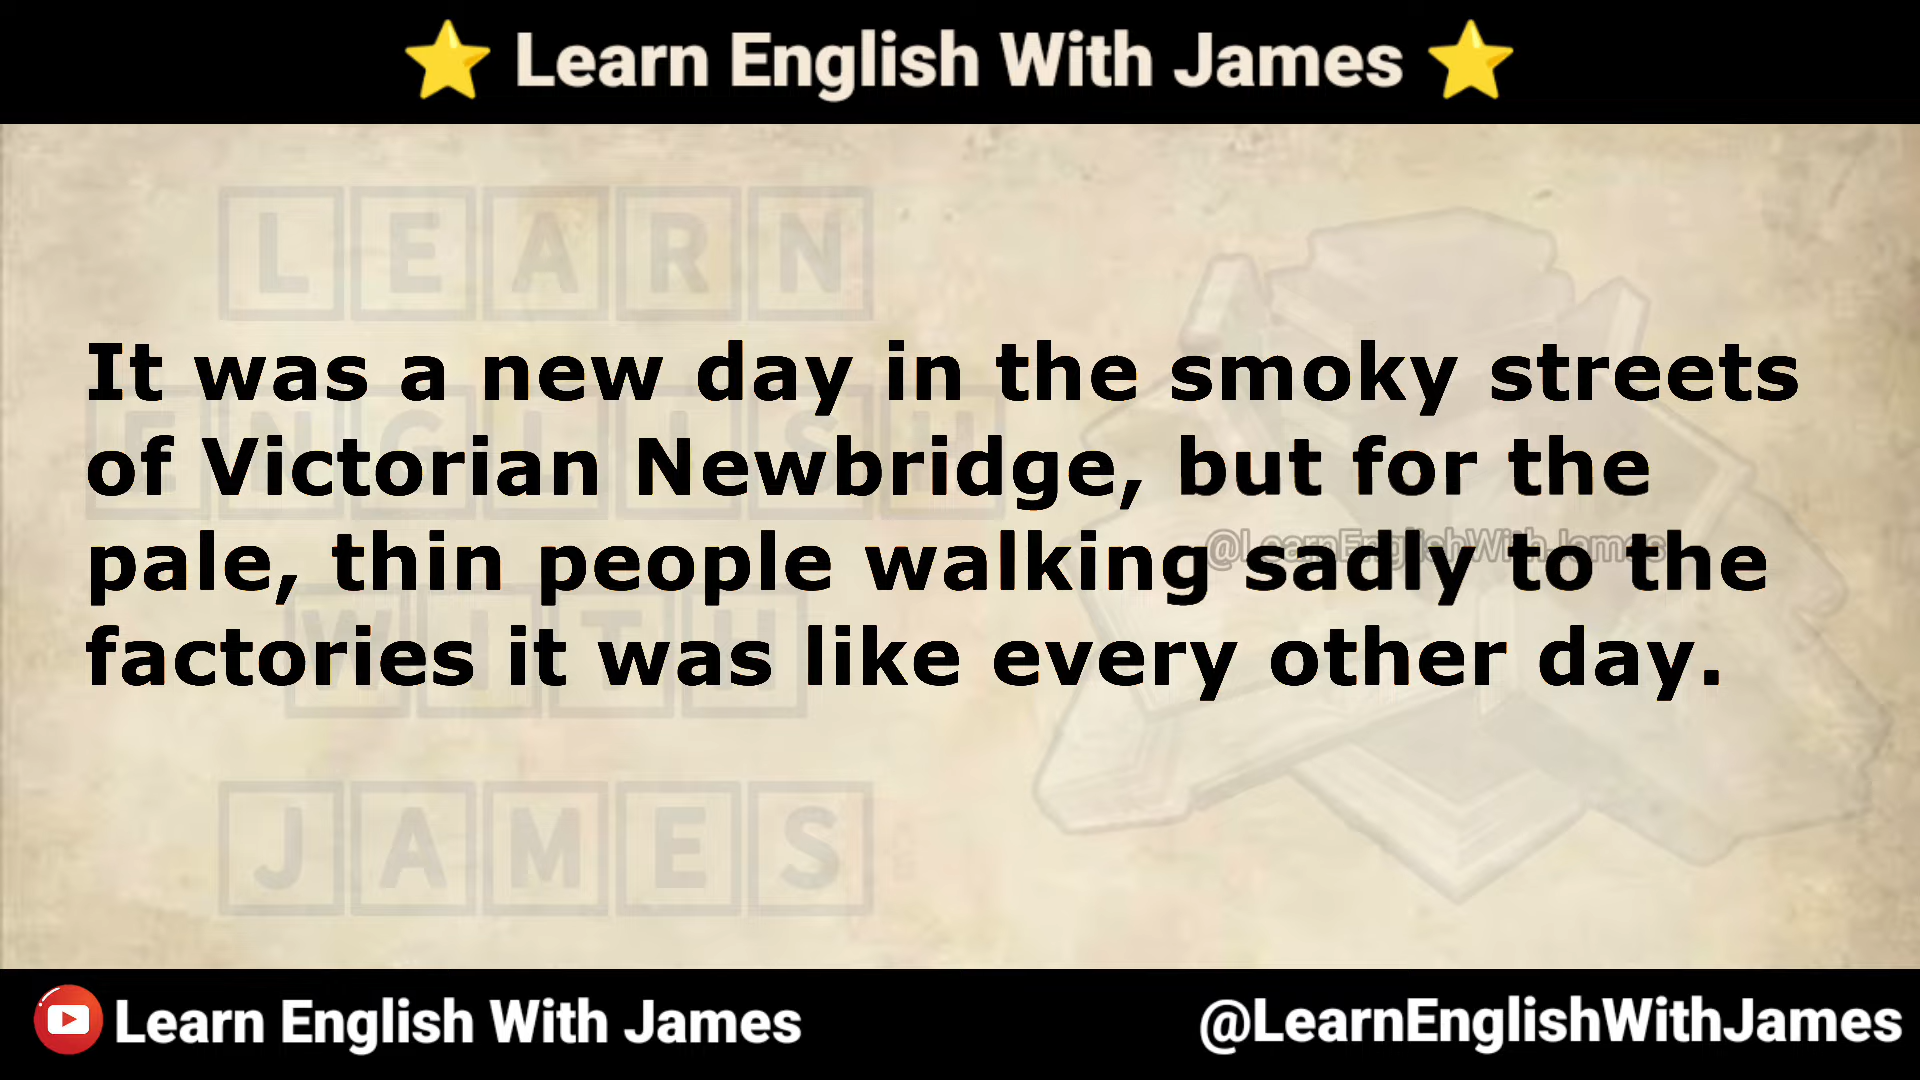 Learn English With James
LEARN
It was a new day in the smoky streets
of Victorian Newbridge, but for the
ENGLISH
@LearnEnglishWithJames
pale, thin people walking sadly to the
factories it was like every other day.
WITH
JAMES
Learn English With James
@LearnEnglishWithJames